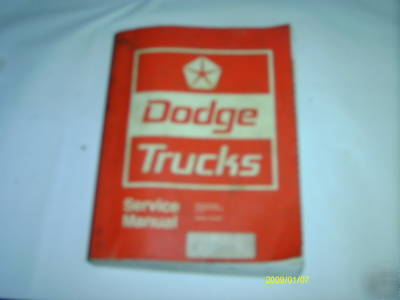 Dodge
Trucks
Service
Manual
2009/01/07